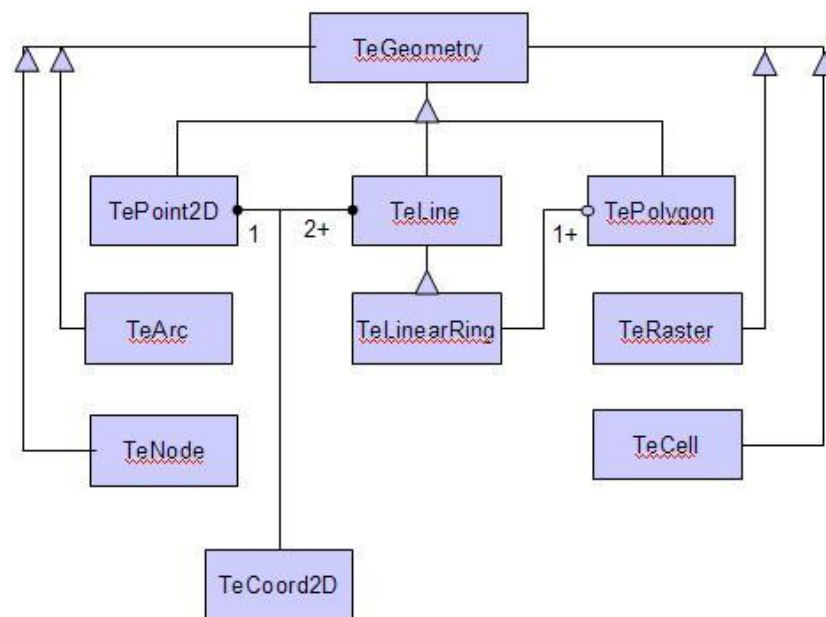 TeGeometry
TePoint2D
1
2+
TeLine
1+
TePolygon
TeArc
TeLinearRing
TeRaster
TeNode
TeCell
TeCoord2D